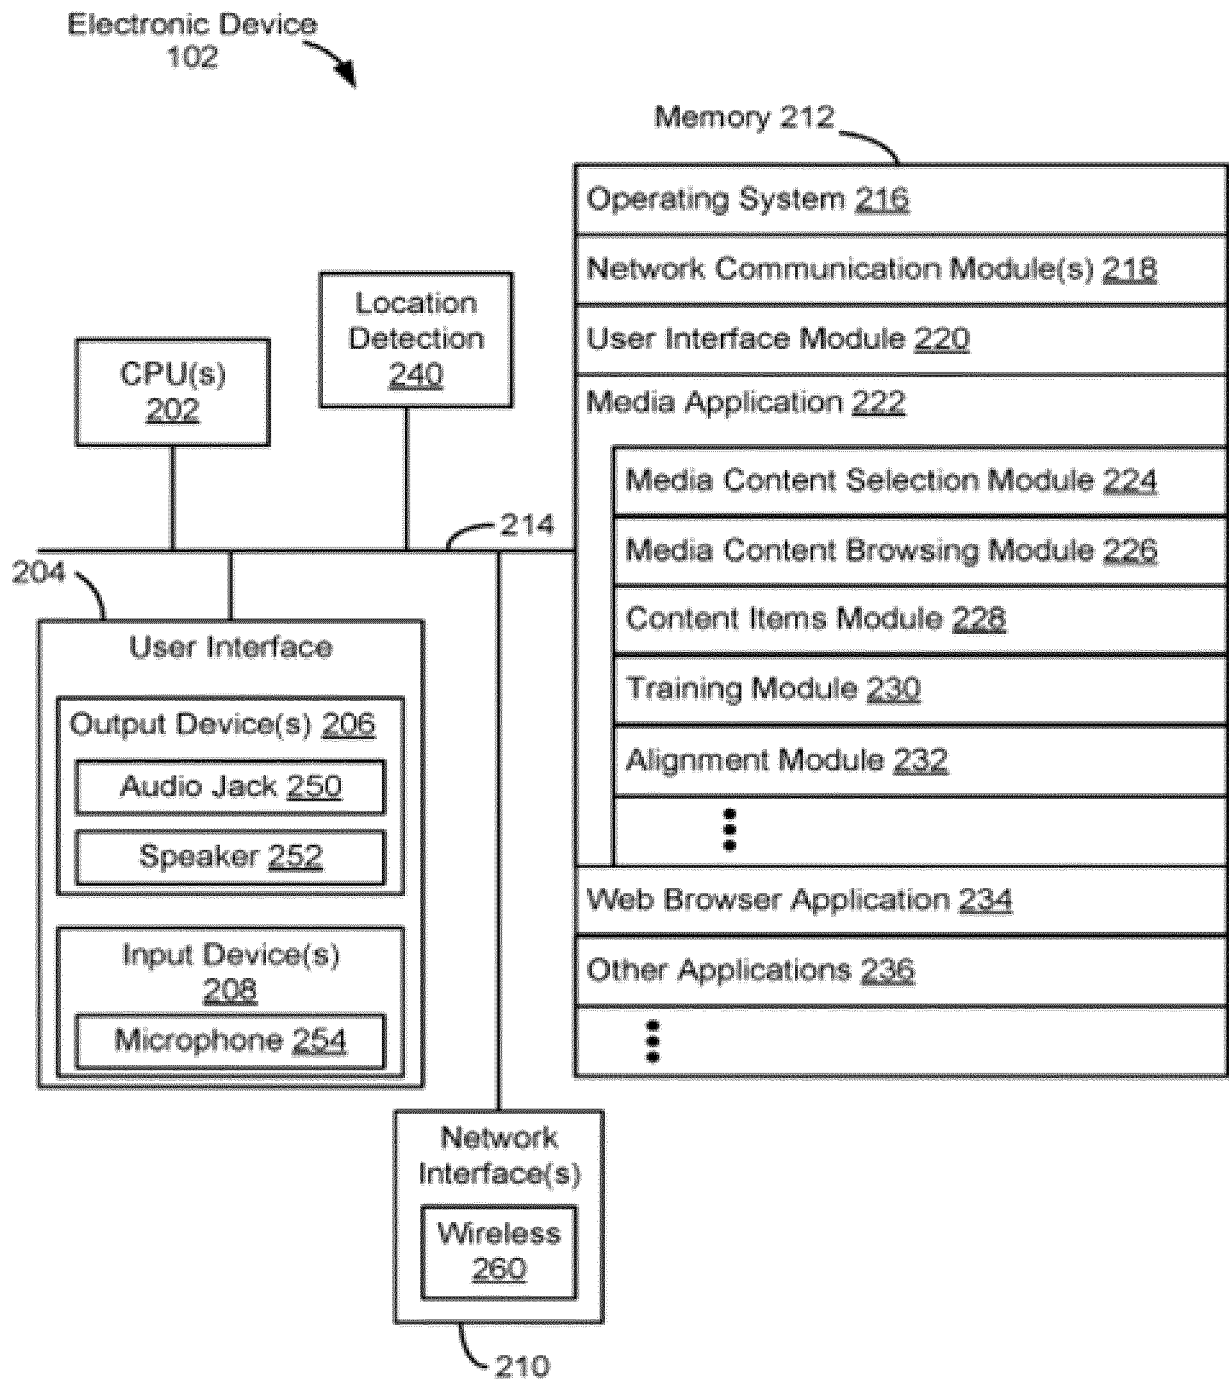 Electronic Device
102
Memory 212
Operating System 216
Network Communication Module(s) 218
User Interface Module 220
Media Application 222
Media Content Selection Module 224
Media Content Browsing Module 226
Content Items Module 228
Training Module 230
Alignment Module 232
Web Browser Application 234
Other Applications 236
Location
Detection
240
CPU(s)
202
214
204
User Interface
Output Device(s) 206
Audio Jack 250
Speaker 252
Input Device(s)
208
Microphone 254
Network
Interface(s)
Wireless
260
210